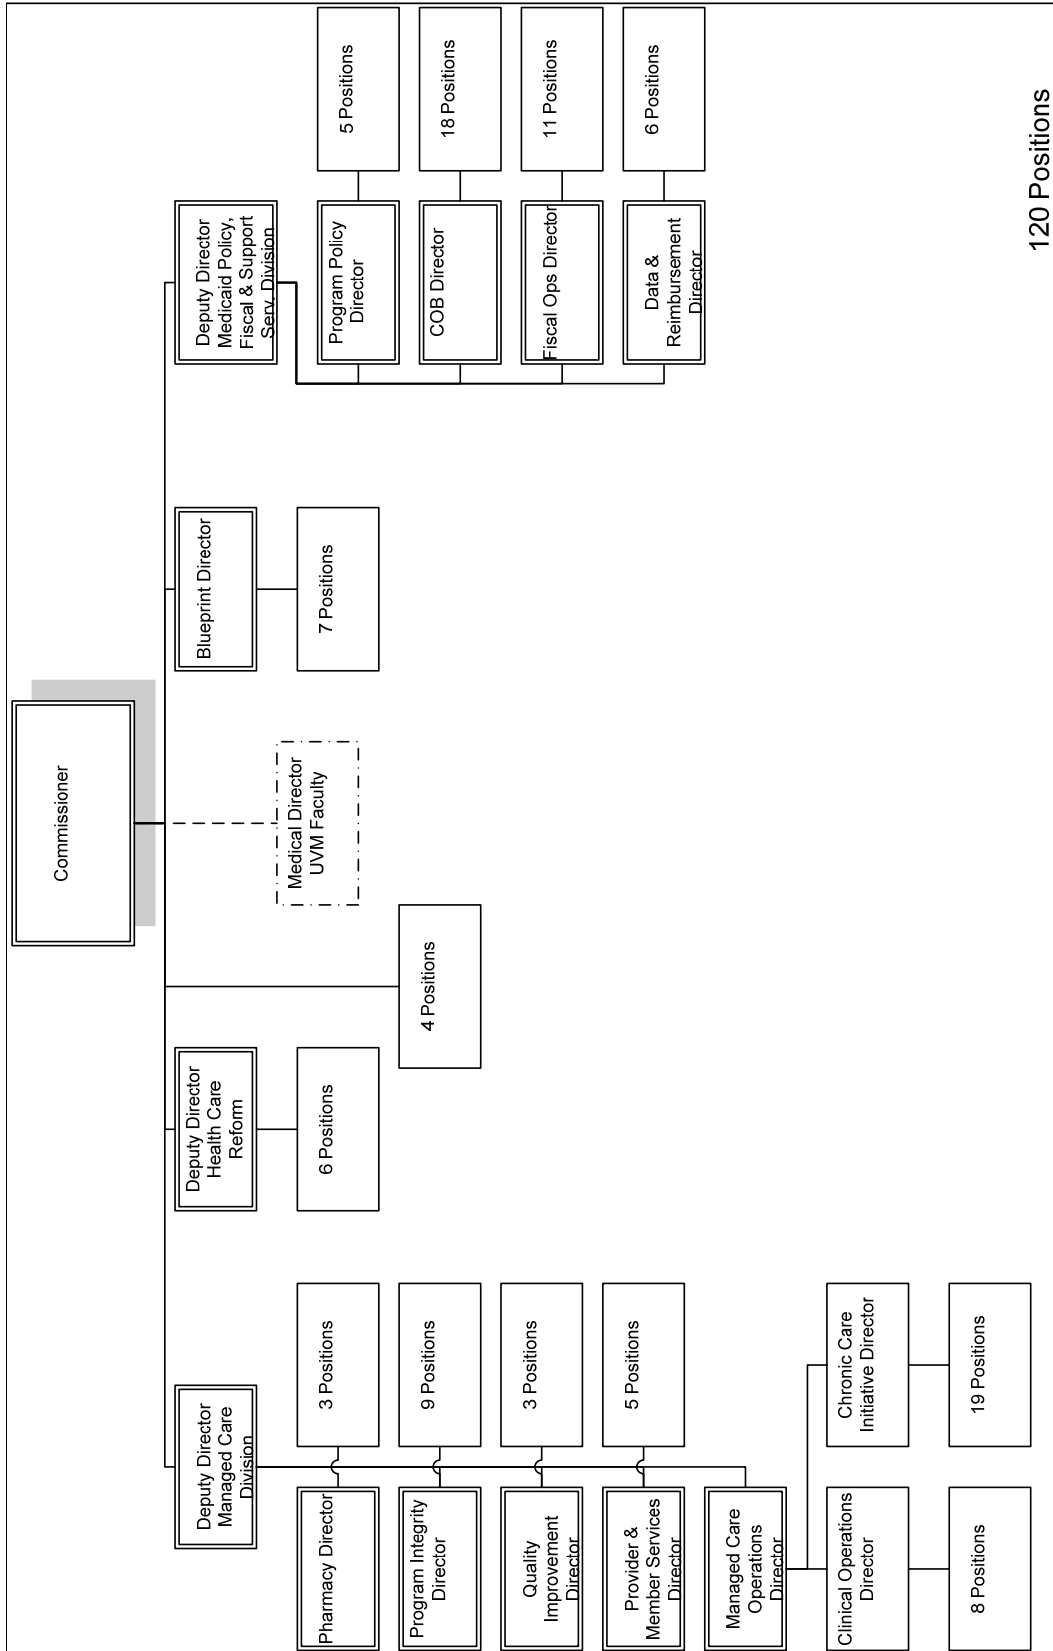 Commissioner
Deputy Director
Managed Care
Division
Deputy Director
Health Care
Reform
Blueprint Director
Deputy Director
Medicaid Policy,
Fiscal & Support
Serv. Division
Medical Director
UVM Faculty
4 Positions
6 Positions
7 Positions
Pharmacy Director
3 Positions
Program Integrity
Director
9 Positions
Quality
Improvement
Director
3 Positions
Provider &
Member Services
Director
5 Positions
Managed Care
Operations
Director
Clinical Operations
Director
8 Positions
Chronic Care
Initiative Director
19 Positions
Program Policy
Director
5 Positions
COB Director
18 Positions
Fiscal Ops Director
11 Positions
Data &
Reimbursement
Director
6 Positions
120 Positions